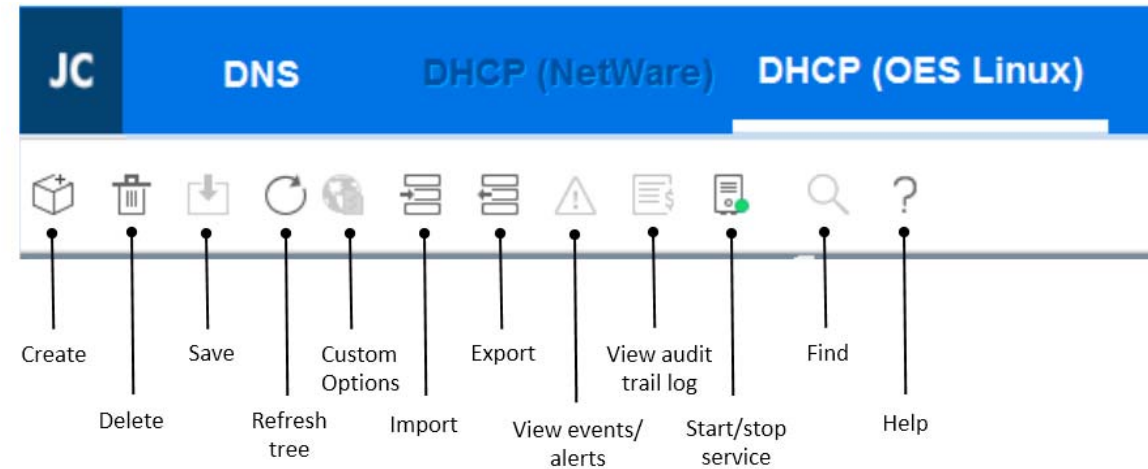 JC DNS DHCP (NetWare) DHCP (OES Linux)
Create
Delete
Save
Refresh
tree
Custom
Options
Import
Export
View events/
alerts
View audit
trail log
Start/stop
service
Find
Help